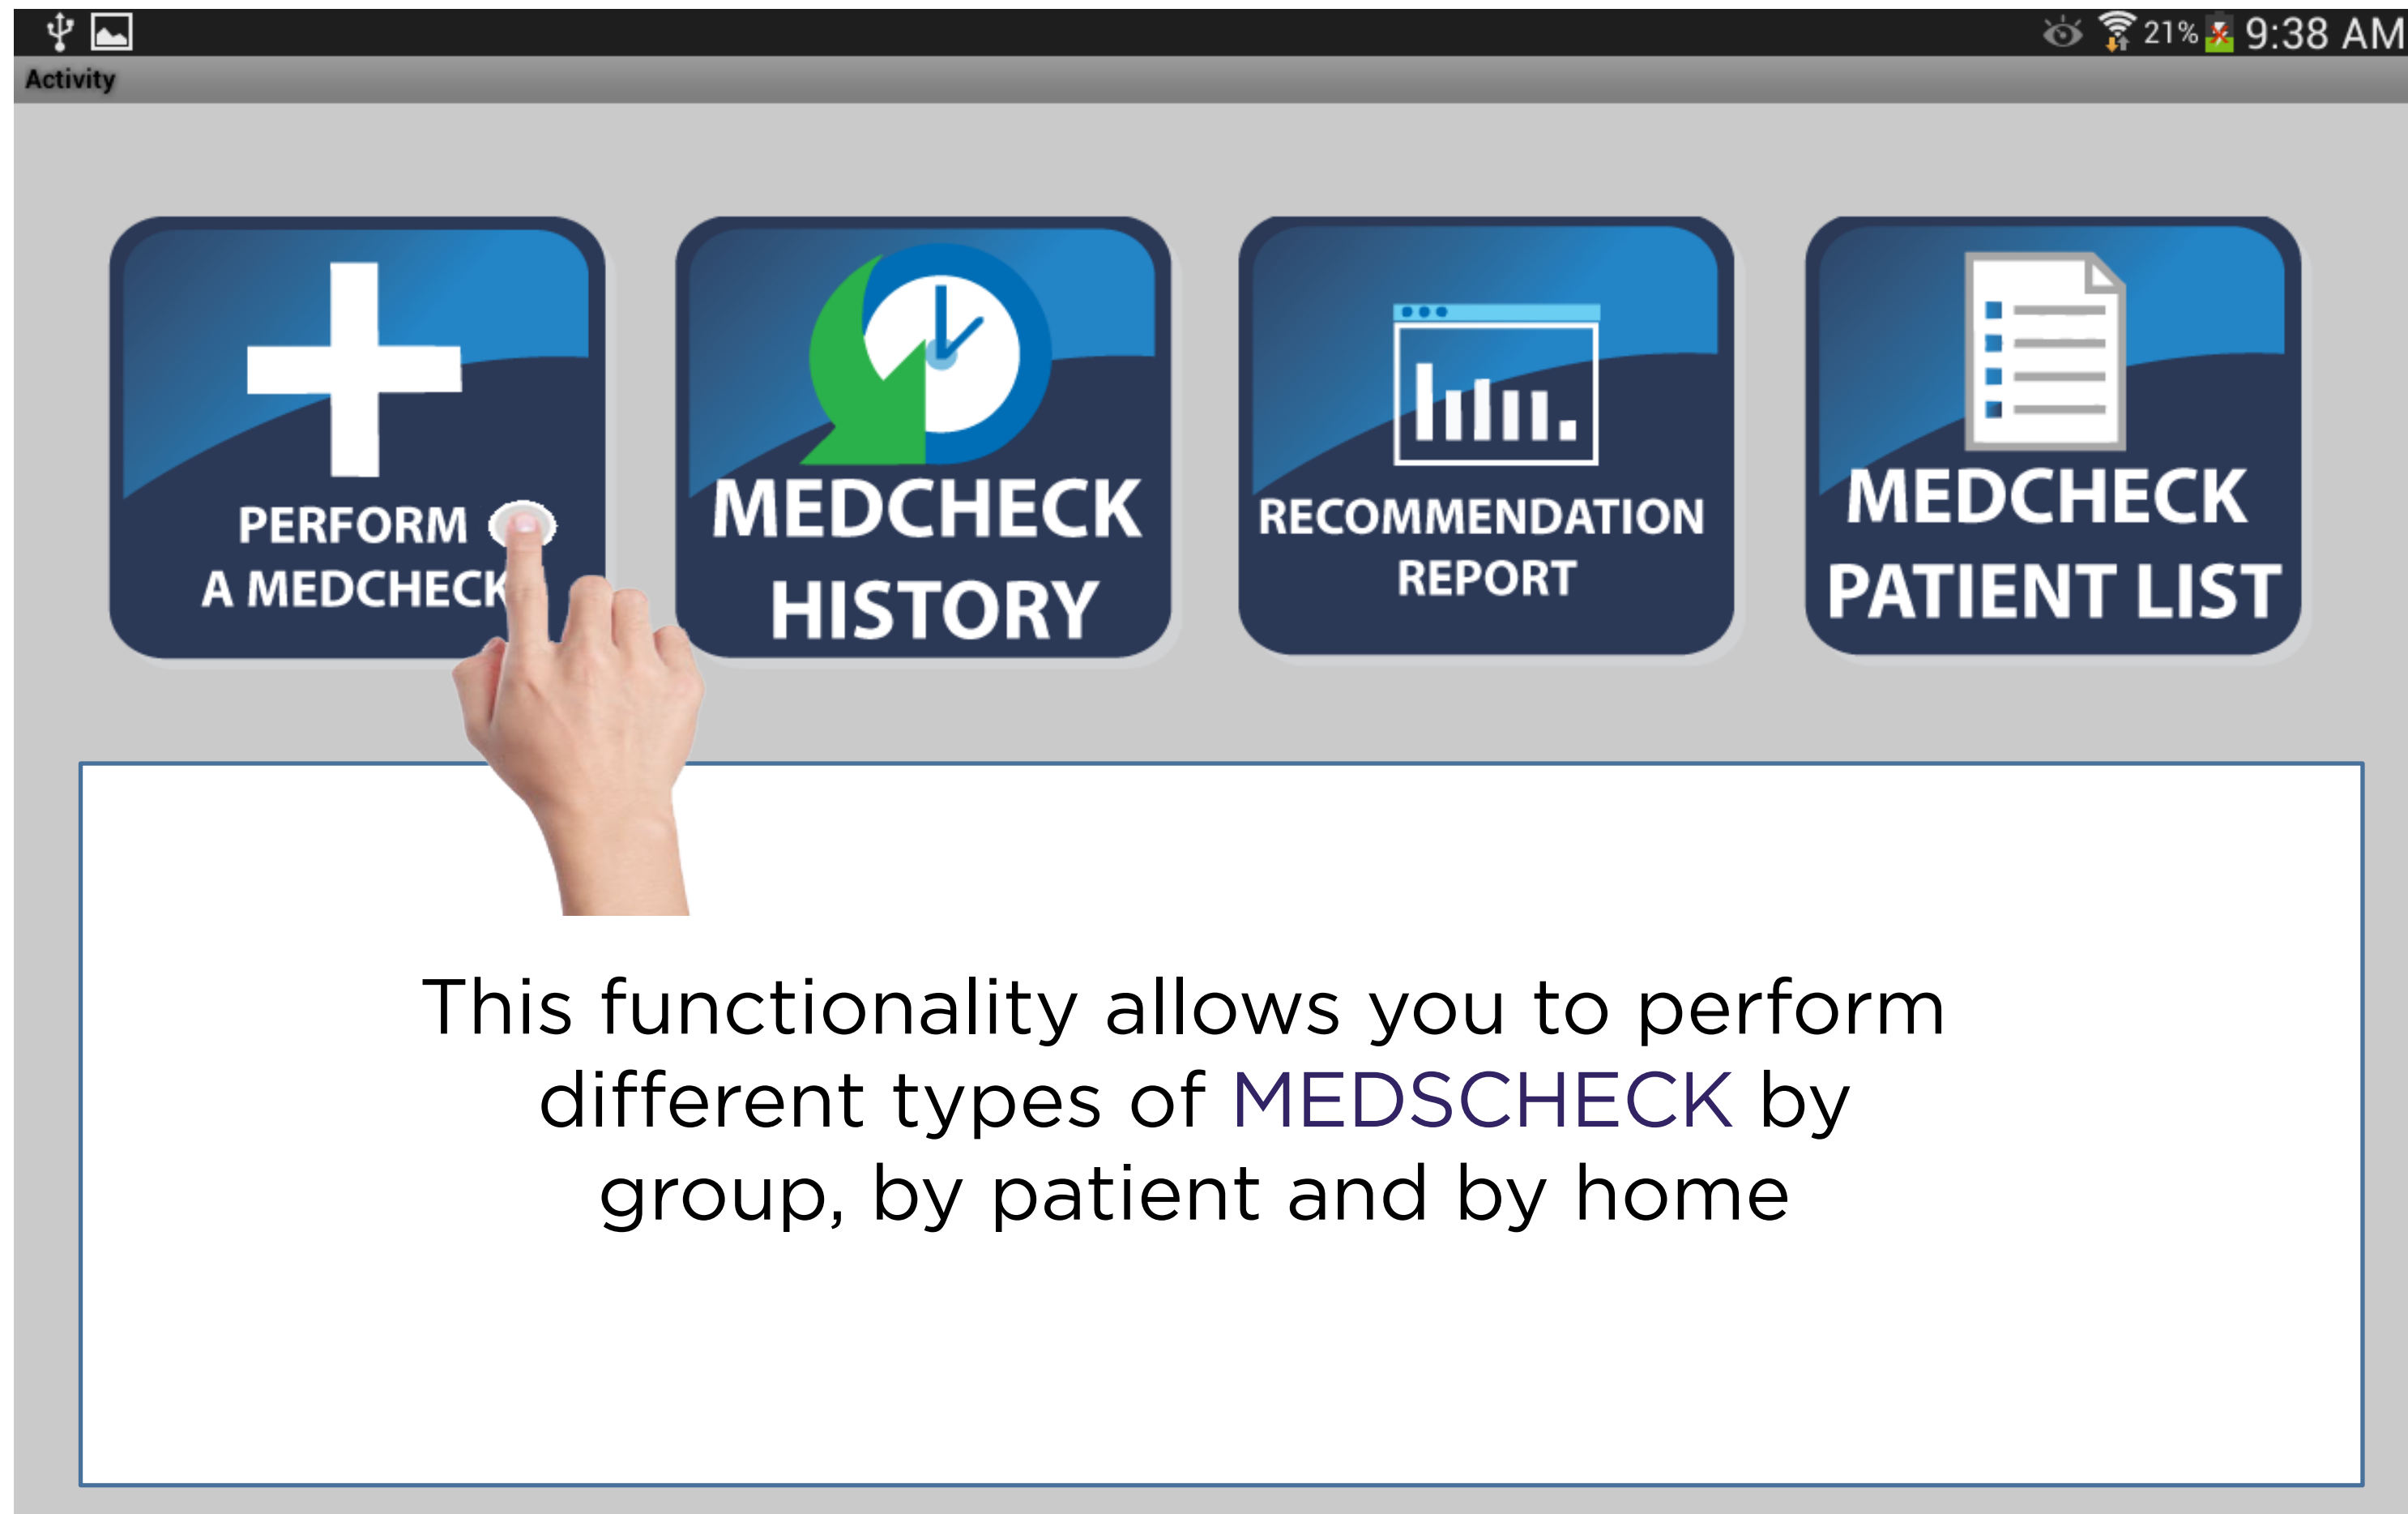 21% 9:38 AM
Activity
PERFORM
A MEDCHECK
MEDCHECK
HISTORY
RECOMMENDATION
REPORT
MEDCHECK
PATIENT LIST
This functionality allows you to perform
different types of MEDSCHECK by
group, by patient and by home